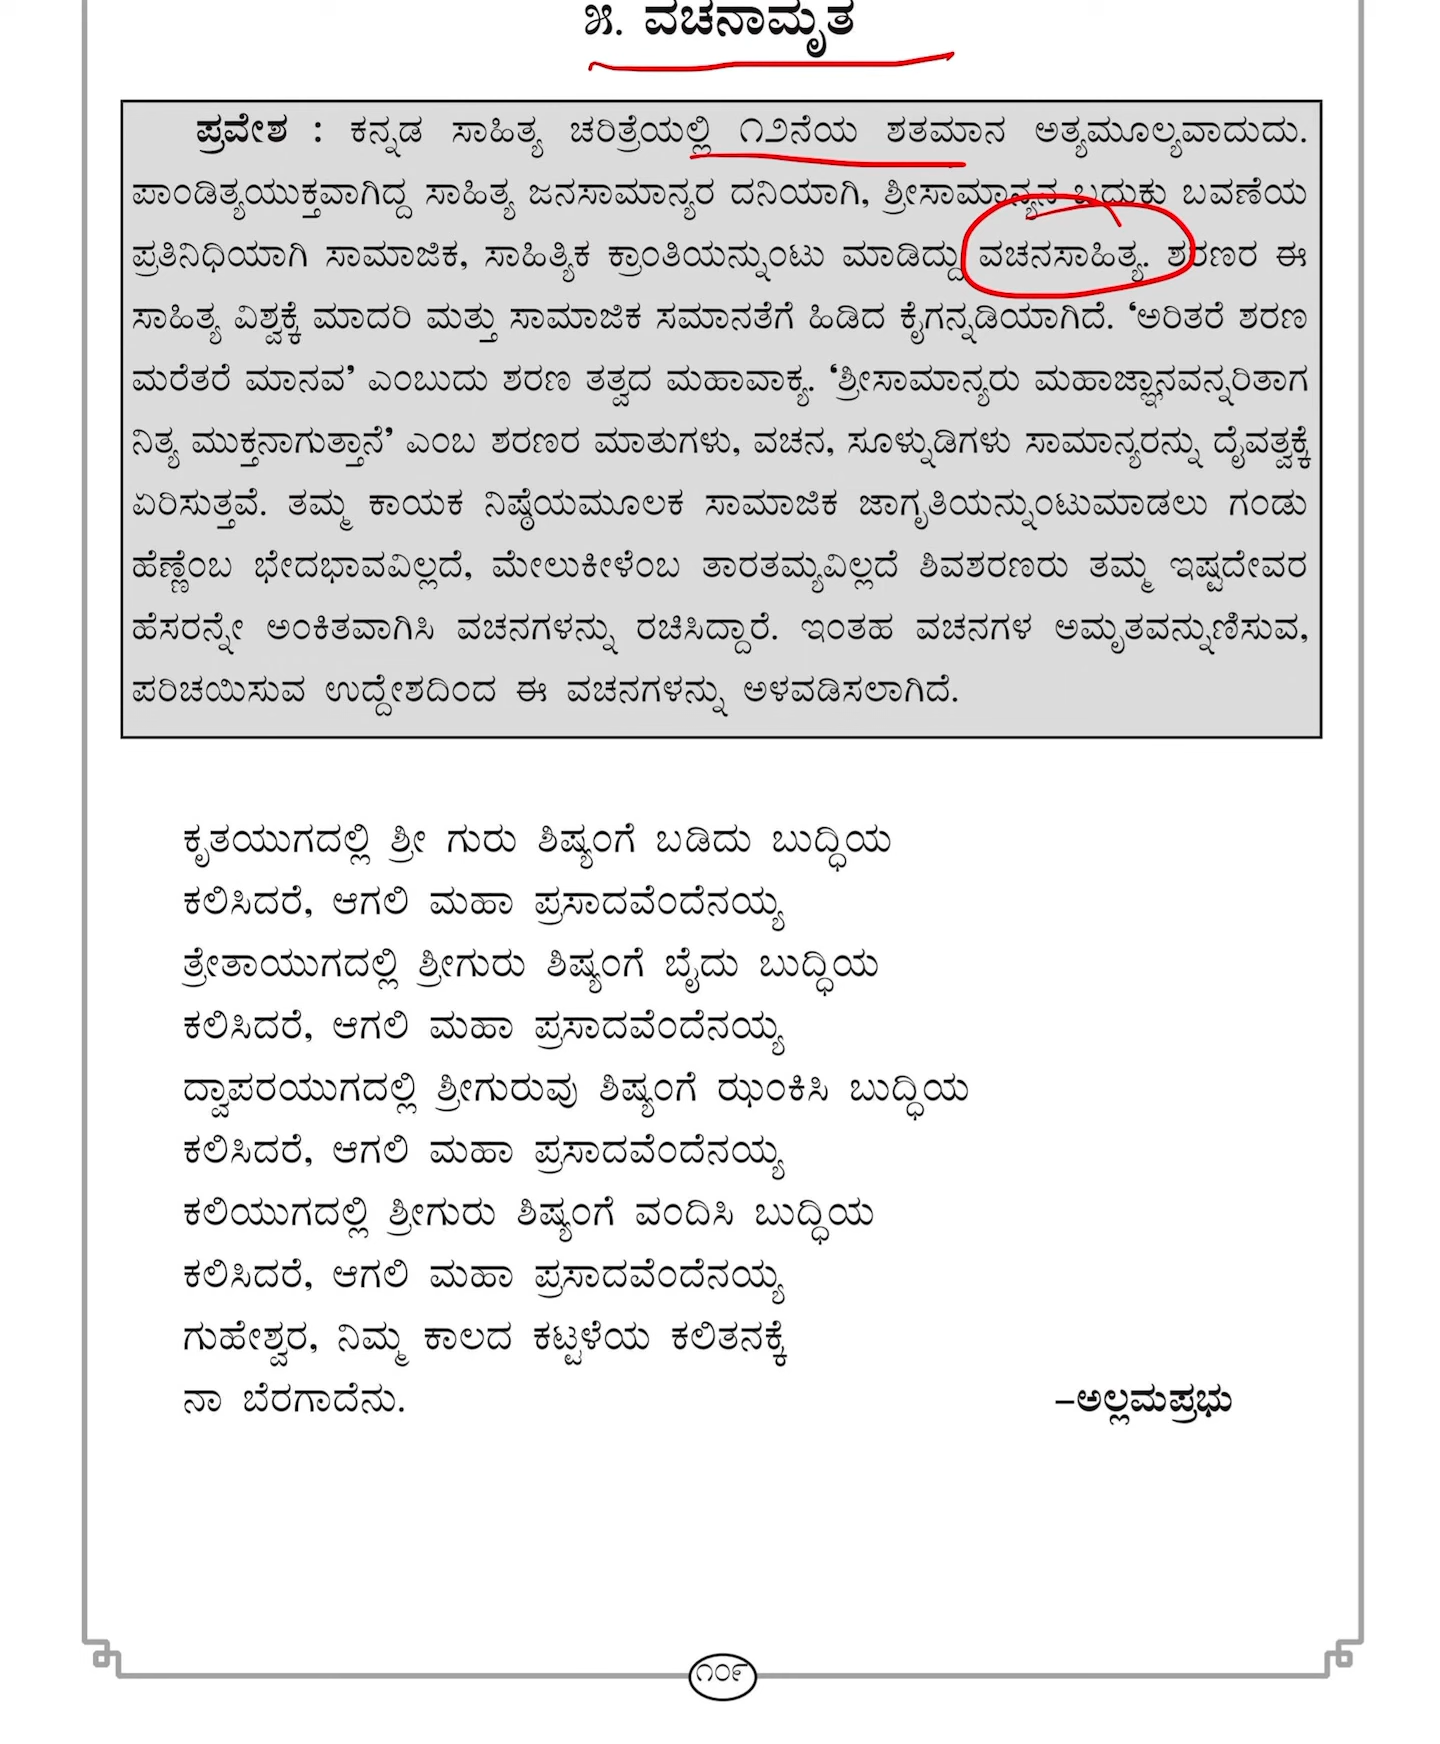 ೫. ವಚನಾಮೃತ
ಪ್ರವೇಶ : ಕನ್ನಡ ಸಾಹಿತ್ಯ ಚರಿತ್ರೆಯಲ್ಲಿ ೧೨ನೆಯ ಶತಮಾನ ಅತ್ಯಮೂಲ್ಯವಾದುದು.
ಪಾಂಡಿತ್ಯಯುಕ್ತವಾಗಿದ್ದ ಸಾಹಿತ್ಯ ಜನಸಾಮಾನ್ಯರ ದನಿಯಾಗಿ, ಶ್ರೀಸಾಮಾನ್ಯನ ಬದುಕು ಬವಣೆಯ
ಪ್ರತಿನಿಧಿಯಾಗಿ ಸಾಮಾಜಿಕ, ಸಾಹಿತ್ಯಿಕ ಕ್ರಾಂತಿಯನ್ನುಂಟು ಮಾಡಿದ್ದು ವಚನಸಾಹಿತ್ಯ. ಶರಣರ ಈ
ಸಾಹಿತ್ಯ ವಿಶ್ವಕ್ಕೆ ಮಾದರಿ ಮತ್ತು ಸಾಮಾಜಿಕ ಸಮಾನತೆಗೆ ಹಿಡಿದ ಕೈಗನ್ನಡಿಯಾಗಿದೆ. ‘ಅರಿತರೆ ಶರಣ
ಮರೆತರೆ ಮಾನವ’ ಎಂಬುದು ಶರಣ ತತ್ವದ ಮಹಾವಾಕ್ಯ. ‘ಶ್ರೀಸಾಮಾನ್ಯರು ಮಹಾಜ್ಞಾನವನ್ನರಿತಾಗ
ನಿತ್ಯ ಮುಕ್ತನಾಗುತ್ತಾನೆ’ ಎಂಬ ಶರಣರ ಮಾತುಗಳು, ವಚನ, ಸೂಳ್ನುಡಿಗಳು ಸಾಮಾನ್ಯರನ್ನು ದೈವತ್ವಕ್ಕೆ
ಏರಿಸುತ್ತವೆ. ತಮ್ಮ ಕಾಯಕ ನಿಷ್ಠೆಯಮೂಲಕ ಸಾಮಾಜಿಕ ಜಾಗೃತಿಯನ್ನುಂಟುಮಾಡಲು ಗಂಡು
ಹೆಣ್ಣೆಂಬ ಭೇದಭಾವವಿಲ್ಲದೆ, ಮೇಲುಕೀಳೆಂಬ ತಾರತಮ್ಯವಿಲ್ಲದೆ ಶಿವಶರಣರು ತಮ್ಮ ಇಷ್ಟದೇವರ
ಹೆಸರನ್ನೇ ಅಂಕಿತವಾಗಿಸಿ ವಚನಗಳನ್ನು ರಚಿಸಿದ್ದಾರೆ. ಇಂತಹ ವಚನಗಳ ಅಮೃತವನ್ನುಣಿಸುವ,
ಪರಿಚಯಿಸುವ ಉದ್ದೇಶದಿಂದ ಈ ವಚನಗಳನ್ನು ಅಳವಡಿಸಲಾಗಿದೆ.
ಕೃತಯುಗದಲ್ಲಿ ಶ್ರೀ ಗುರು ಶಿಷ್ಯಂಗೆ ಬಡಿದು ಬುದ್ಧಿಯ
ಕಲಿಸಿದರೆ, ಆಗಲಿ ಮಹಾ ಪ್ರಸಾದವೆಂದೆನಯ್ಯ
ತ್ರೇತಾಯುಗದಲ್ಲಿ ಶ್ರೀಗುರು ಶಿಷ್ಯಂಗೆ ಬೈದು ಬುದ್ಧಿಯ
ಕಲಿಸಿದರೆ, ಆಗಲಿ ಮಹಾ ಪ್ರಸಾದವೆಂದೆನಯ್ಯ
ದ್ವಾಪರಯುಗದಲ್ಲಿ ಶ್ರೀಗುರುವು ಶಿಷ್ಯಂಗೆ ಝಂಕಿಸಿ ಬುದ್ಧಿಯ
ಕಲಿಸಿದರೆ, ಆಗಲಿ ಮಹಾ ಪ್ರಸಾದವೆಂದೆನಯ್ಯ
ಕಲಿಯುಗದಲ್ಲಿ ಶ್ರೀಗುರು ಶಿಷ್ಯಂಗೆ ವಂದಿಸಿ ಬುದ್ಧಿಯ
ಕಲಿಸಿದರೆ, ಆಗಲಿ ಮಹಾ ಪ್ರಸಾದವೆಂದೆನಯ್ಯ
ಗುಹೇಶ್ವರ, ನಿಮ್ಮ ಕಾಲದ ಕಟ್ಟಳೆಯ ಕಲಿತನಕ್ಕೆ
ನಾ ಬೆರಗಾದೆನು. –ಅಲ್ಲಮಪ್ರಭು
೧೦೯